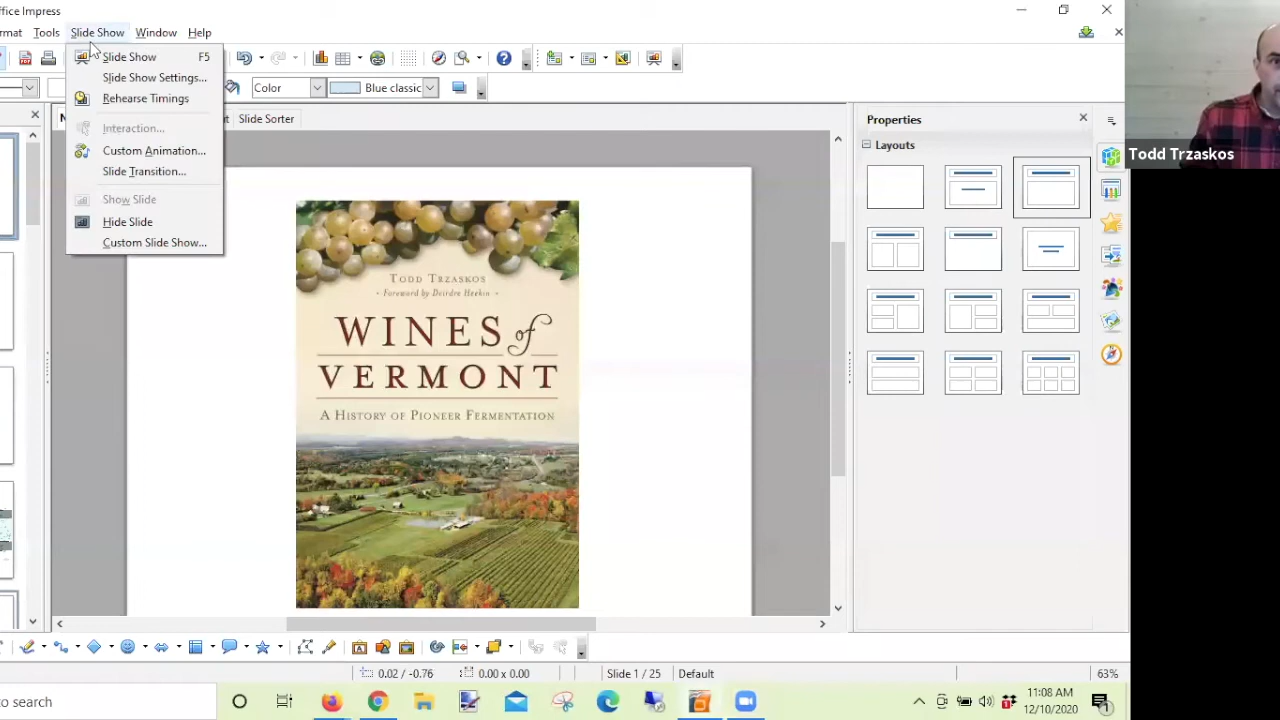 ffice Impress
rmat Tools Slide Show Window Help
Slide Show F5
Slide Show Settings...
Rehearse Timings
Interaction...
Custom Animation...
Slide Transition...
Show Slide
Hide Slide
Custom Slide Show...
Color Blue classic
Slide Sorter
TODD TRZASKOS
- Foreword by Deirdre Heekin -
WINES of
VERMONT
A HISTORY OF PIONEER FERMENTATION
Properties
Layouts
Todd Trzaskos
0.02 / -0.76 0.00 x 0.00 Slide 1 / 25 Default 63%
to search
11:08 AM
12/10/2020
1